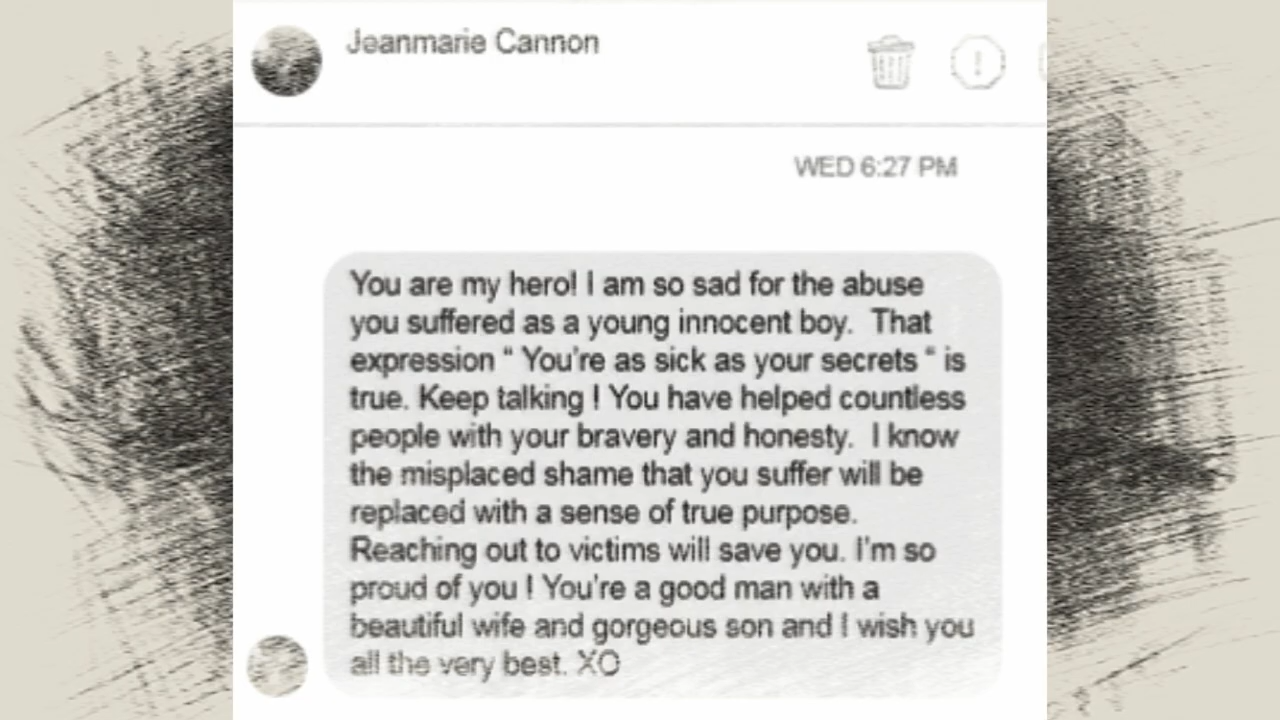 Jeanmarie Cannon
WED 6:27 PM
You are my hero! I am so sad for the abuse
you suffered as a young innocent boy.  That
expression “ You're as sick as your secrets “ is
true. Keep talking ! You have helped countless
people with your bravery and honesty.  I know
the misplaced shame that you suffer will be
replaced with a sense of true purpose.
Reaching out to victims will save you. I'm so
proud of you ! You're a good man with a
beautiful wife and gorgeous son and I wish you
all the very best. XO